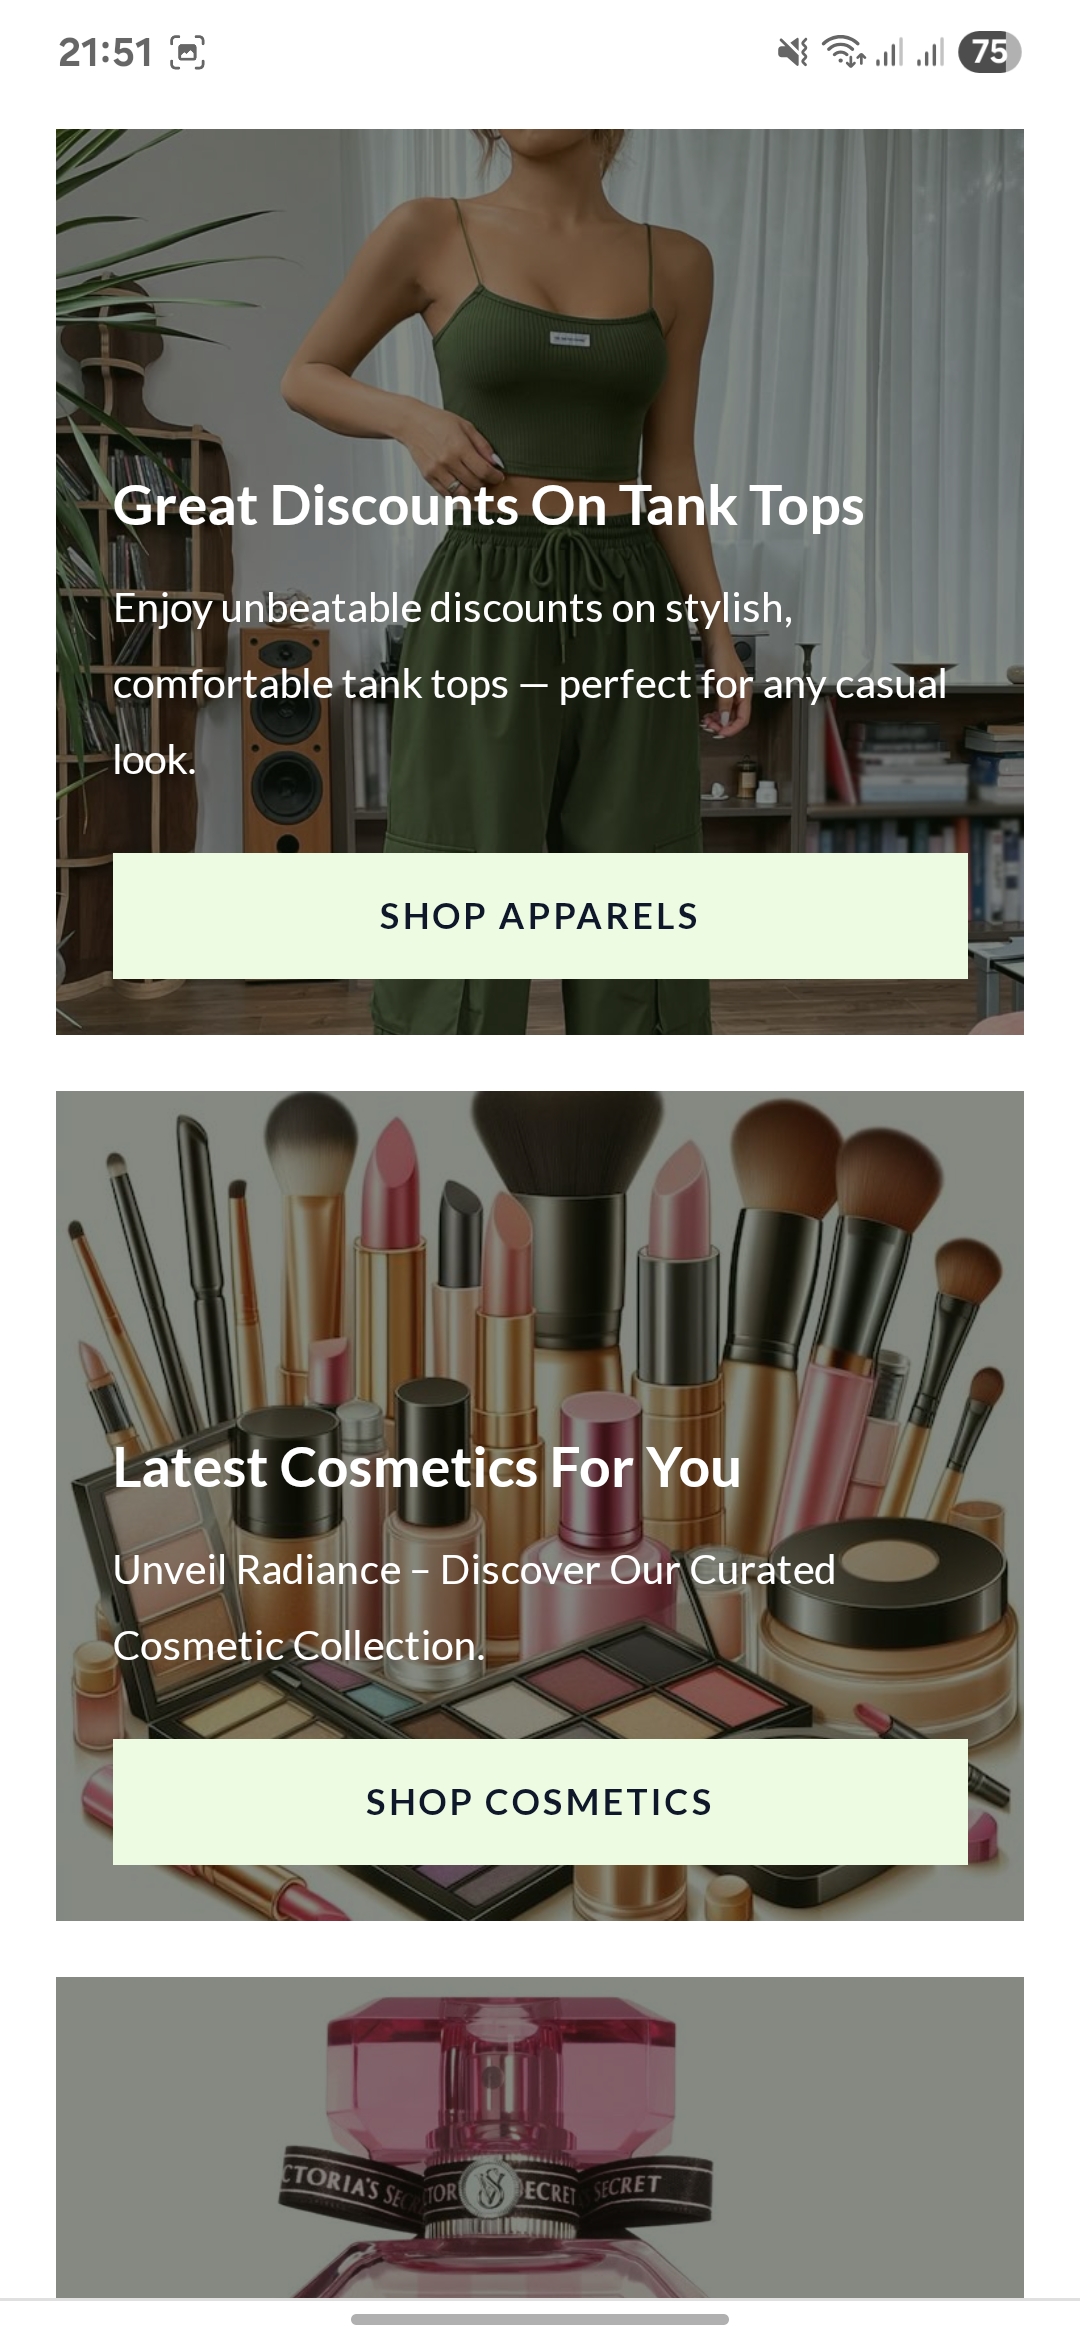 21:51
75
Great Discounts On Tank Tops
Enjoy unbeatable discounts on stylish,
comfortable tank tops — perfect for any casual
look.
SHOP APPARELS
Latest Cosmetics For You
Unveil Radiance – Discover Our Curated
Cosmetic Collection.
SHOP COSMETICS
CTORIA'S SECR TOR VS ECRET SECRET